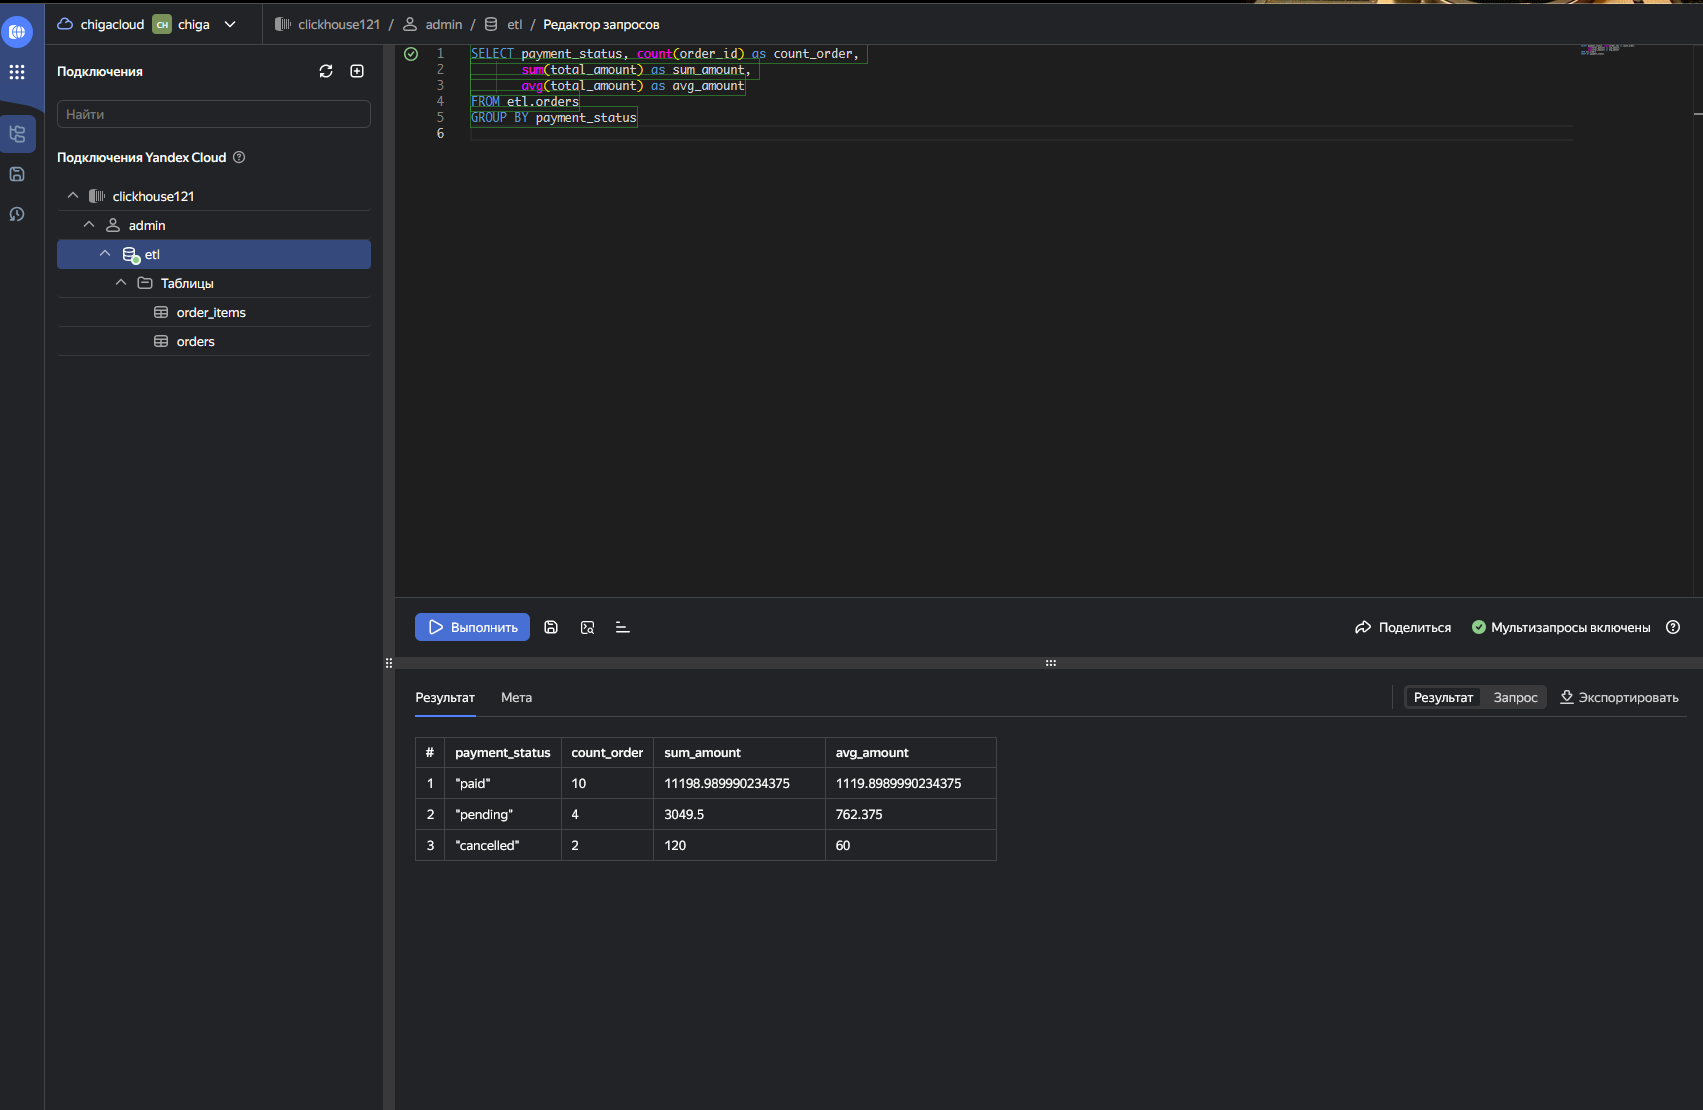 chigacloud CH chiga
clickhouse121 / admin / etl / Редактор запросов
Подключения
Найти
Подключения Yandex Cloud
clickhouse121
admin
etl
Таблицы
order_items
orders
1 SELECT payment_status, count(order_id) as count_order,
2 sum(total_amount) as sum_amount,
3 avg(total_amount) as avg_amount
4 FROM etl.orders
5 GROUP BY payment_status
6
Выполнить
Поделиться
Мультизапросы включены
Результат Мета
Результат Запрос Экспортировать
# payment_status count_order sum_amount avg_amount
1 "paid" 10 11198.989990234375 1119.8989990234375
2 "pending" 4 3049.5 762.375
3 "cancelled" 2 120 60